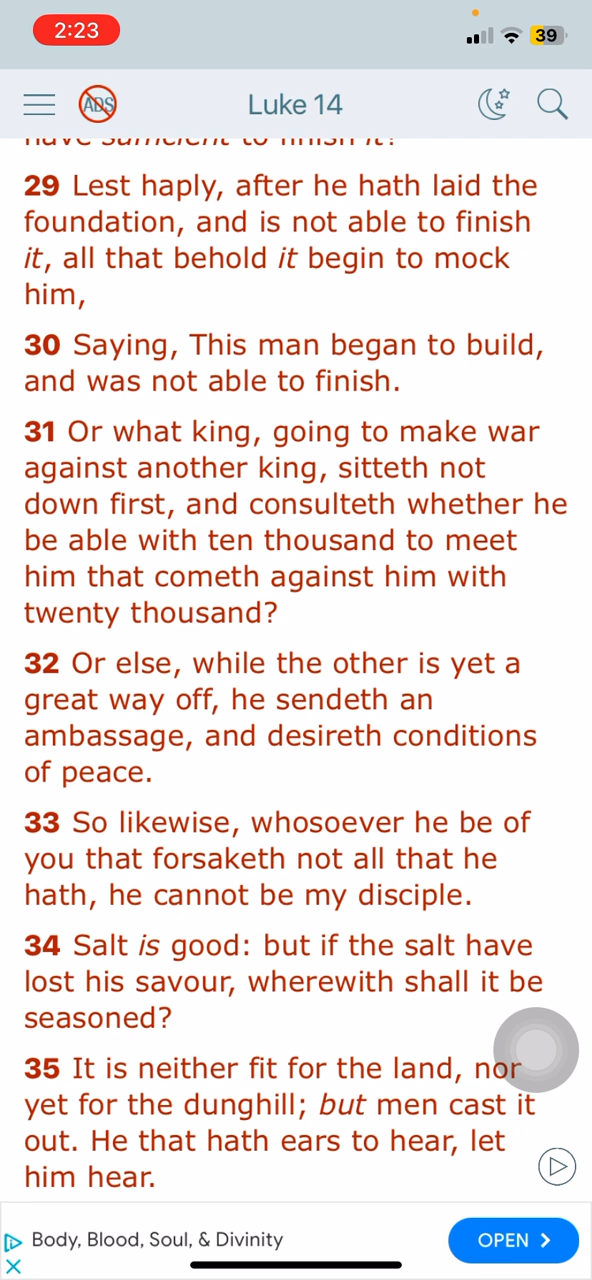 2:23
39
ADS
Luke 14
have sufficient to finish it?
29 Lest haply, after he hath laid the
foundation, and is not able to finish
it, all that behold it begin to mock
him,
30 Saying, This man began to build,
and was not able to finish.
31 Or what king, going to make war
against another king, sitteth not
down first, and consulteth whether he
be able with ten thousand to meet
him that cometh against him with
twenty thousand?
32 Or else, while the other is yet a
great way off, he sendeth an
ambassage, and desireth conditions
of peace.
33 So likewise, whosoever he be of
you that forsaketh not all that he
hath, he cannot be my disciple.
34 Salt is good: but if the salt have
lost his savour, wherewith shall it be
seasoned?
35 It is neither fit for the land, nor
yet for the dunghill; but men cast it
out. He that hath ears to hear, let
him hear.
Body, Blood, Soul, & Divinity
OPEN